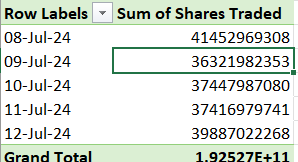 Row Labels Sum of Shares Traded
08-Jul-24 41452969308
09-Jul-24 36321982353
10-Jul-24 37447987080
11-Jul-24 37416979741
12-Jul-24 39887022268
Grand Total 1.92527E+11